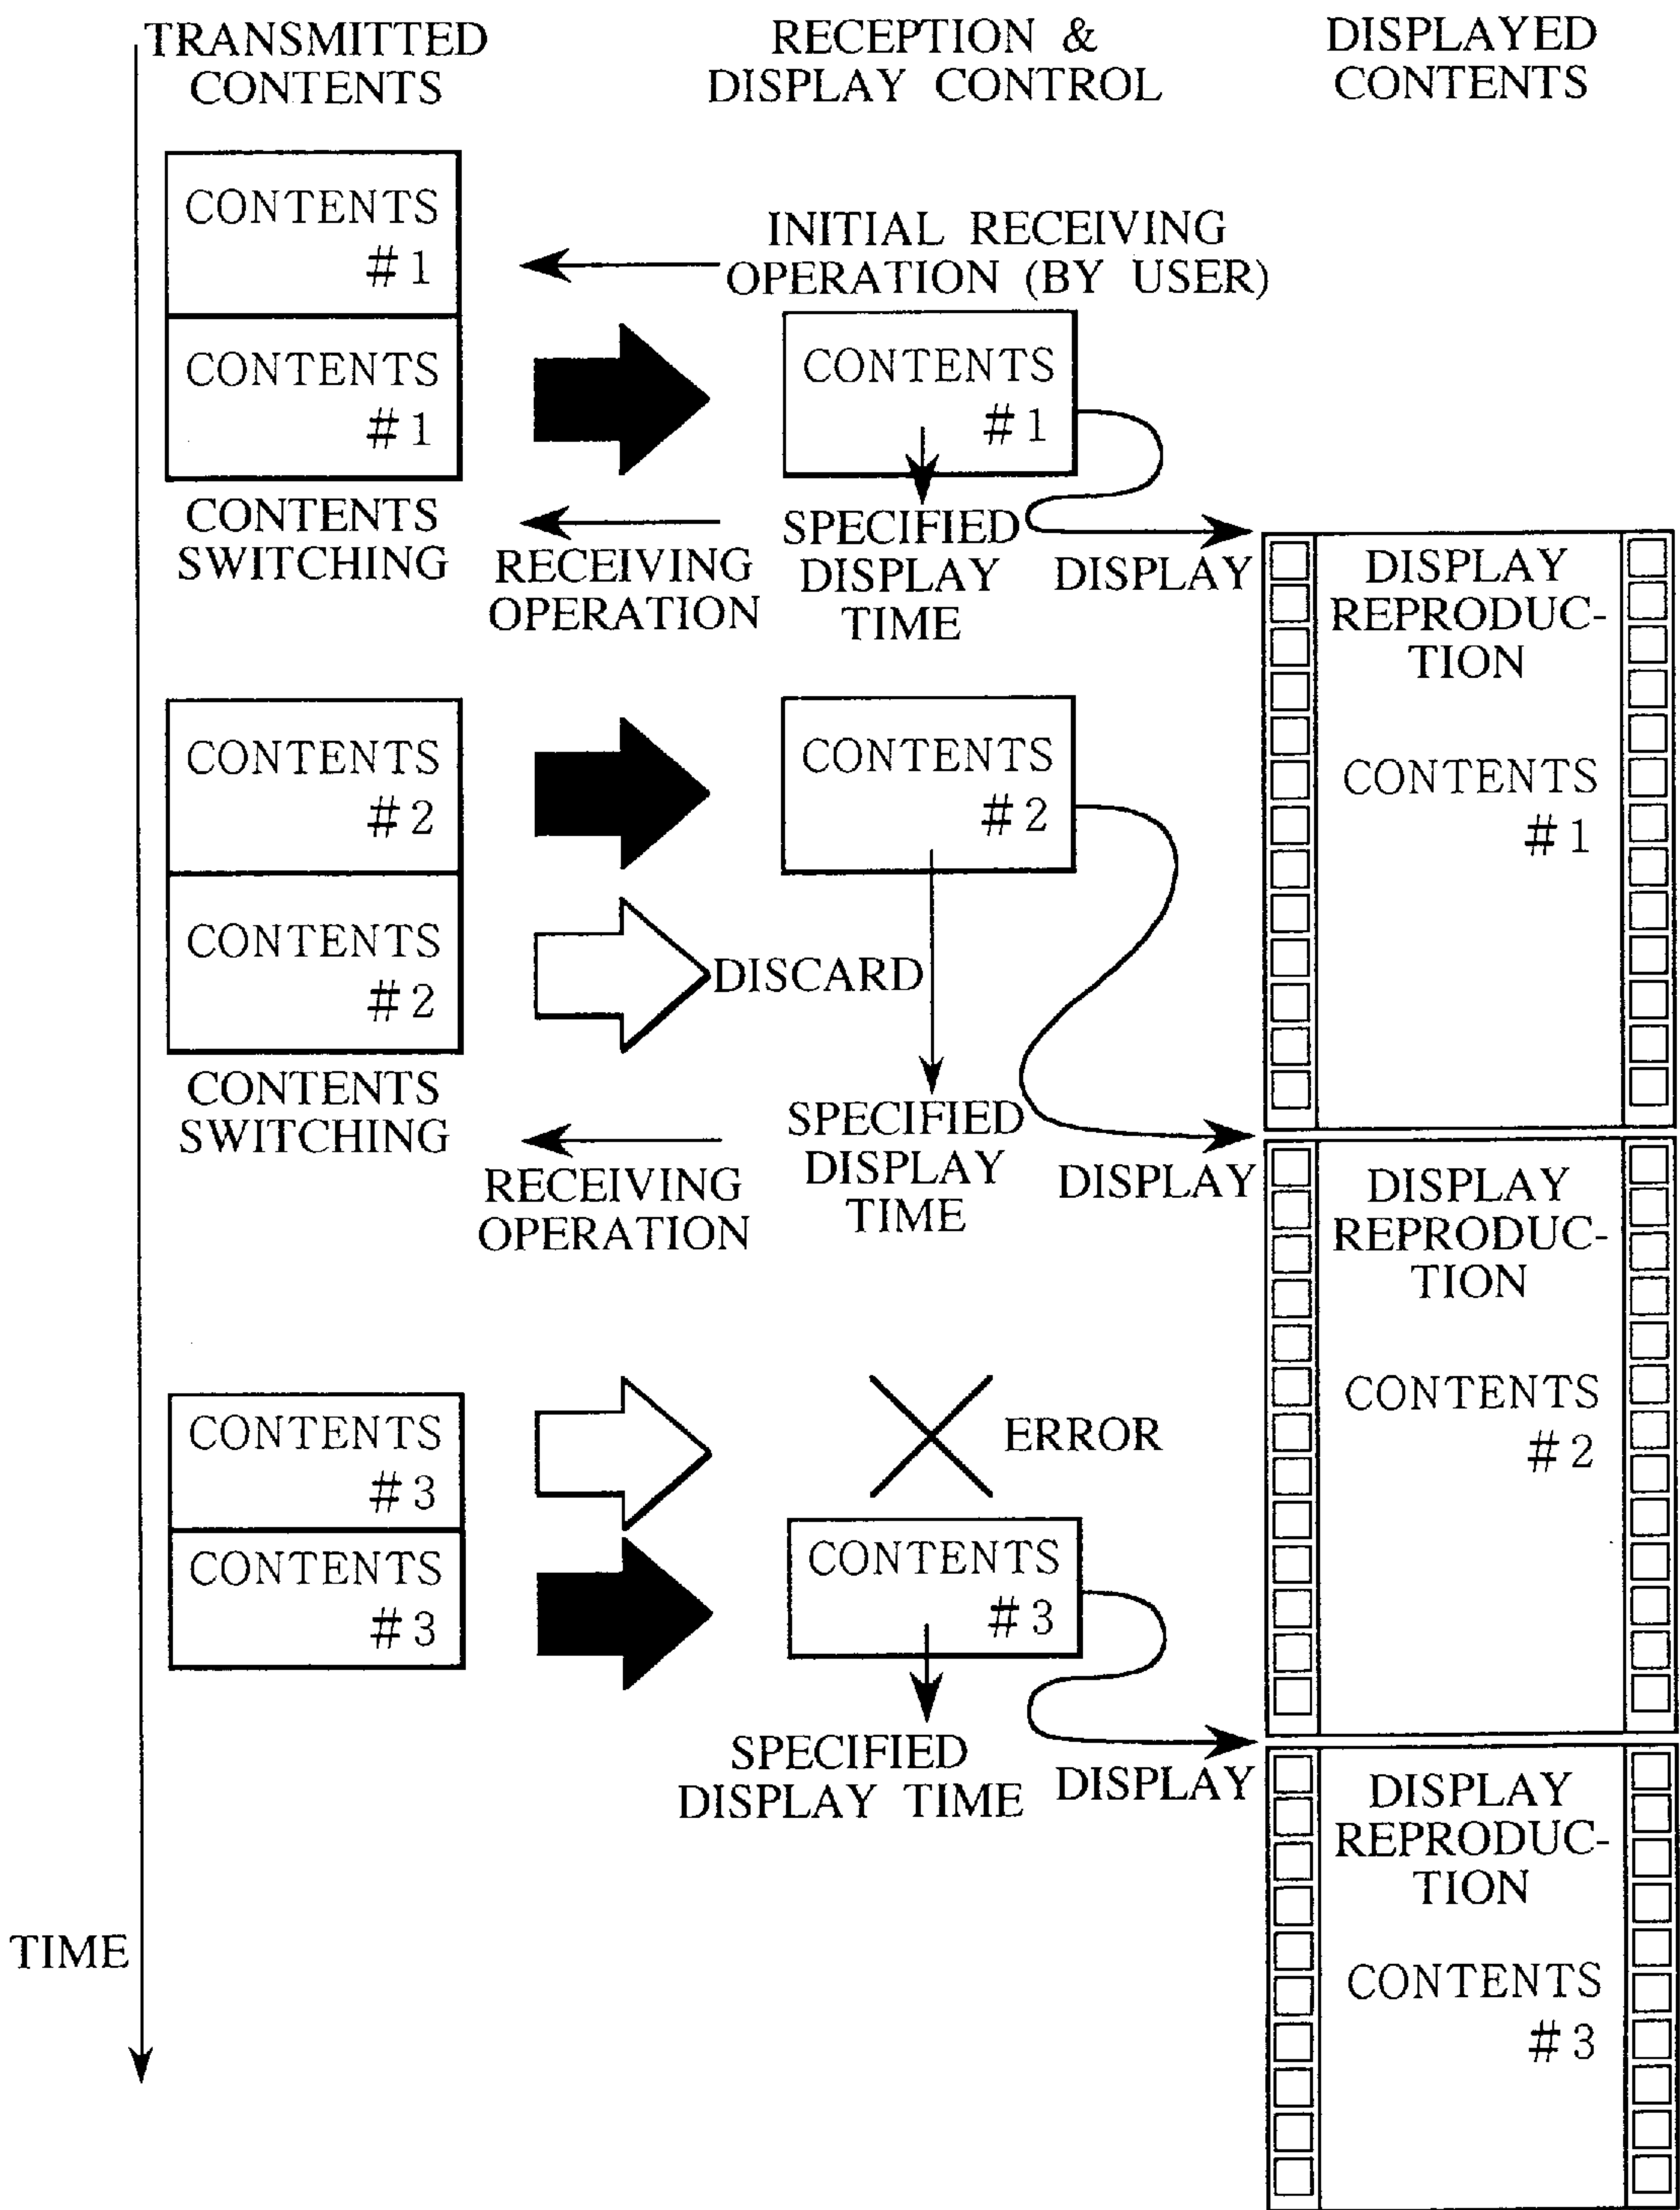 TRANSMITTED
CONTENTS
RECEPTION &
DISPLAY CONTROL
DISPLAYED
CONTENTS
CONTENTS
#1
INITIAL RECEIVING
OPERATION (BY USER)
CONTENTS
#1
CONTENTS
#1
CONTENTS
SWITCHING
RECEIVING
OPERATION
SPECIFIED
DISPLAY
TIME
DISPLAY
DISPLAY
REPRODUC-
TION
CONTENTS
#1
CONTENTS
#2
CONTENTS
#2
CONTENTS
#2
DISCARD
CONTENTS
SWITCHING
RECEIVING
OPERATION
SPECIFIED
DISPLAY
TIME
DISPLAY
DISPLAY
REPRODUC-
TION
CONTENTS
#2
CONTENTS
#3
ERROR
CONTENTS
#3
CONTENTS
#3
SPECIFIED
DISPLAY TIME
DISPLAY
DISPLAY
REPRODUC-
TION
CONTENTS
#3
TIME